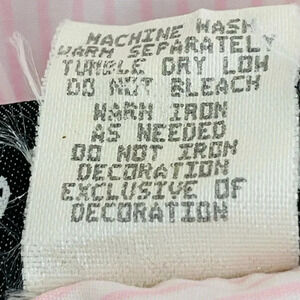 MACHINE WASH
WARM SEPARATELY
TUMBLE DRY LOW
DO NOT BLEACH
WARM IRON
AS NEEDED
DO NOT IRON
DECORATION
EXCLUSIVE OF
DECORATION